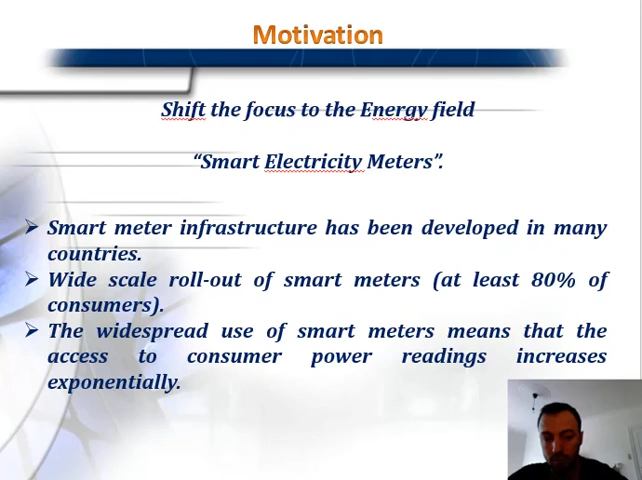 Motivation
Shift the focus to the Energy field
“Smart Electricity Meters”.
Smart meter infrastructure has been developed in many
countries.
Wide scale roll-out of smart meters (at least 80% of
consumers).
The widespread use of smart meters means that the
access to consumer power readings increases
exponentially.